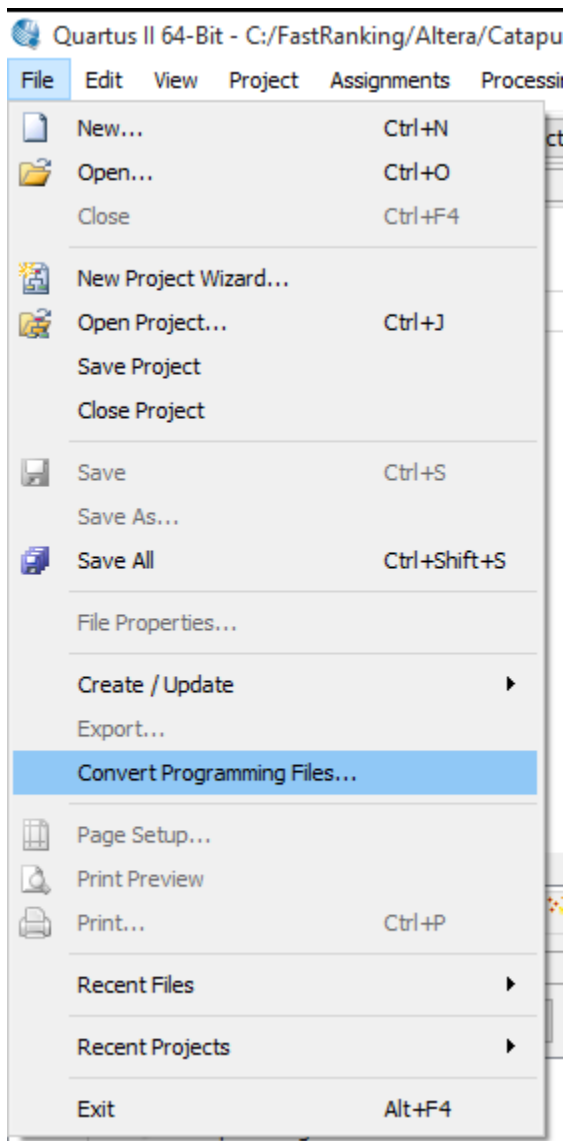 Quartus II 64-Bit - C:/FastRanking/Altera/Catapu
File Edit View Project Assignments Processin
New... Ctrl+N
Open... Ctrl+O
Close Ctrl+F4
New Project Wizard...
Open Project... Ctrl+J
Save Project
Close Project
Save Ctrl+S
Save As...
Save All Ctrl+Shift+S
File Properties...
Create / Update
Export...
Convert Programming Files...
Page Setup...
Print Preview
Print... Ctrl+P
Recent Files
Recent Projects
Exit Alt+F4